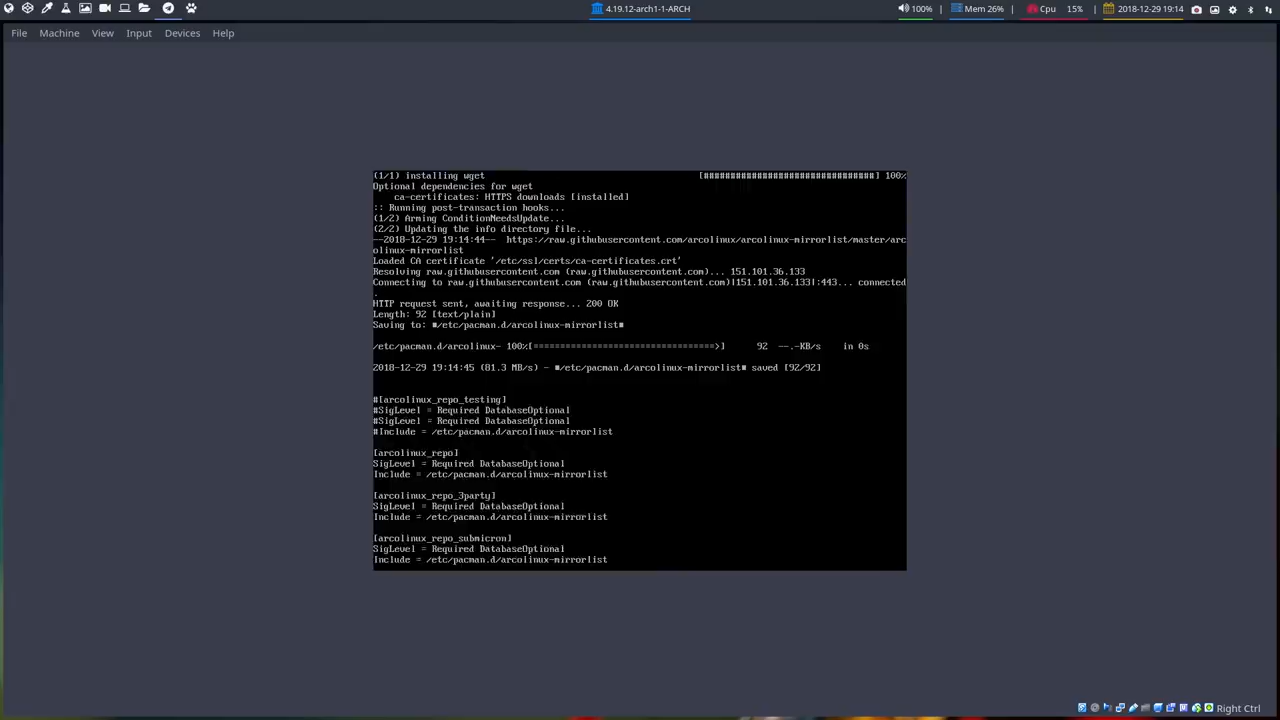 4.19.12-arch1-1-ARCH
100%
Mem 26%
Cpu 15%
2018-12-29 19:14
File Machine View Input Devices Help
(1/1) installing wget [################################] 100%
Optional dependencies for wget
ca-certificates: HTTPS downloads [installed]
:: Running post-transaction hooks...
(1/2) Arming ConditionNeedsUpdate...
(2/2) Updating the info directory file...
--2018-12-29 19:14:44-- https://raw.githubusercontent.com/arcolinux/arcolinux-mirrorlist/master/arc
olinux-mirrorlist
Loaded CA certificate '/etc/ssl/certs/ca-certificates.crt'
Resolving raw.githubusercontent.com (raw.githubusercontent.com)... 151.101.36.133
Connecting to raw.githubusercontent.com (raw.githubusercontent.com)|151.101.36.133|:443... connected
.
HTTP request sent, awaiting response... 200 OK
Length: 92 [text/plain]
Saving to: ■/etc/pacman.d/arcolinux-mirrorlist■
/etc/pacman.d/arcolinux- 100%[==================================>] 92 --.-KB/s in 0s
2018-12-29 19:14:45 (81.3 MB/s) - ■/etc/pacman.d/arcolinux-mirrorlist■ saved [92/92]
#[arcolinux_repo_testing]
#SigLevel = Required DatabaseOptional
#SigLevel = Required DatabaseOptional
#Include = /etc/pacman.d/arcolinux-mirrorlist
[arcolinux_repo]
SigLevel = Required DatabaseOptional
Include = /etc/pacman.d/arcolinux-mirrorlist
[arcolinux_repo_3party]
SigLevel = Required DatabaseOptional
Include = /etc/pacman.d/arcolinux-mirrorlist
[arcolinux_repo_submicron]
SigLevel = Required DatabaseOptional
Include = /etc/pacman.d/arcolinux-mirrorlist
Right Ctrl